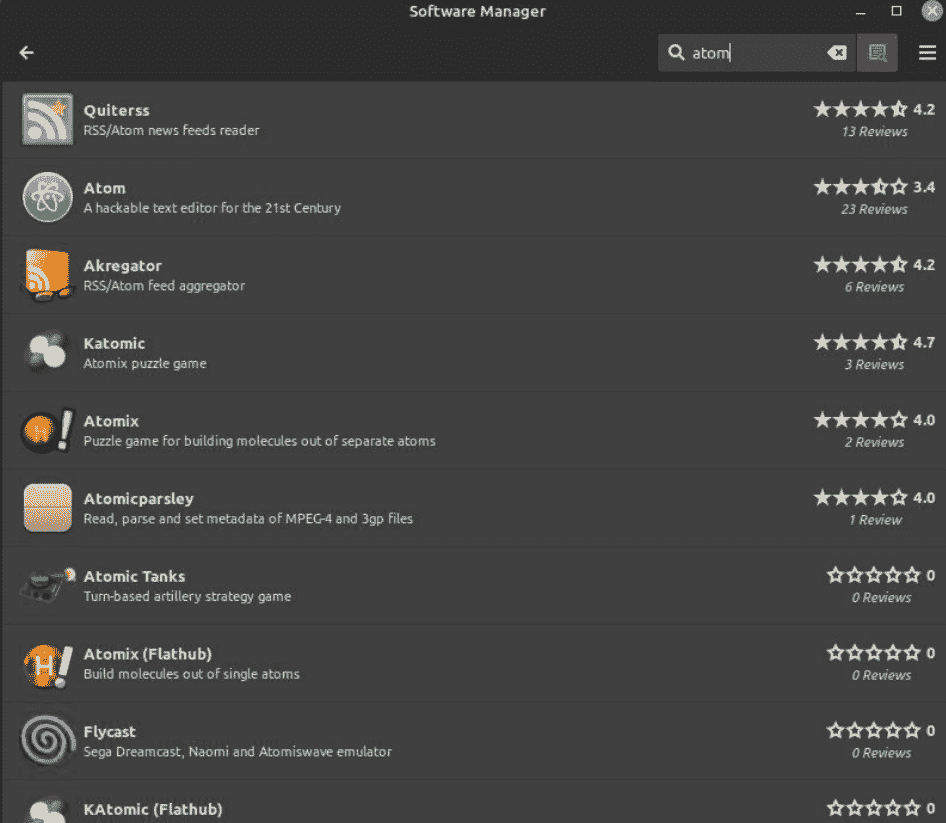 Software Manager
atom
Quiterss
RSS/Atom news feeds reader
4.2
13 Reviews
Atom
A hackable text editor for the 21st Century
3.4
23 Reviews
Akregator
RSS/Atom feed aggregator
4.2
6 Reviews
Katomic
Atomix puzzle game
4.7
3 Reviews
Atomix
Puzzle game for building molecules out of separate atoms
4.0
2 Reviews
Atomicparsley
Read, parse and set metadata of MPEG-4 and 3gp files
4.0
1 Review
Atomic Tanks
Turn-based artillery strategy game
0
0 Reviews
Atomix (Flathub)
Build molecules out of single atoms
0
0 Reviews
Flycast
Sega Dreamcast, Naomi and Atomiswave emulator
0
0 Reviews
KAtomic (Flathub)
0